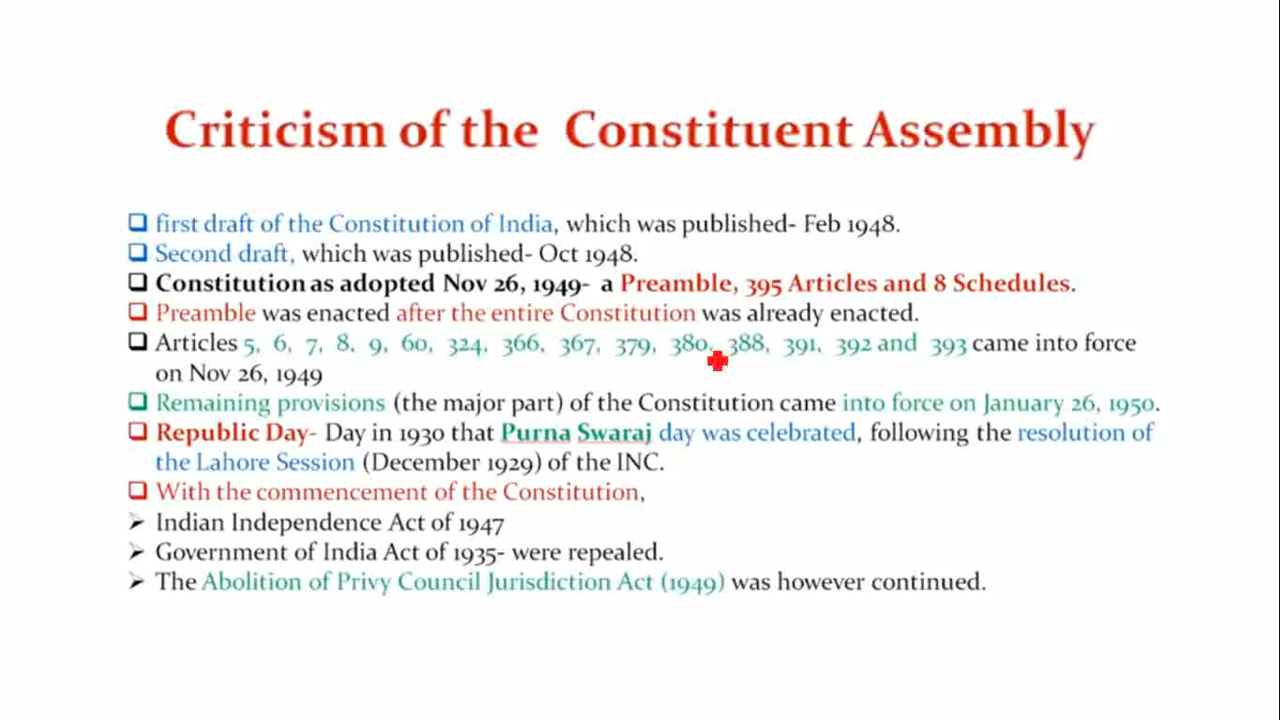 Criticism of the Constituent Assembly
first draft of the Constitution of India, which was published- Feb 1948.
Second draft, which was published- Oct 1948.
Constitution as adopted Nov 26, 1949- a Preamble, 395 Articles and 8 Schedules.
Preamble was enacted after the entire Constitution was already enacted.
Articles 5, 6, 7, 8, 9, 60, 324, 366, 367, 379, 380, 388, 391, 392 and 393 came into force
on Nov 26, 1949
Remaining provisions (the major part) of the Constitution came into force on January 26, 1950.
Republic Day- Day in 1930 that Purna Swaraj day was celebrated, following the resolution of
the Lahore Session (December 1929) of the INC.
With the commencement of the Constitution,
Indian Independence Act of 1947
Government of India Act of 1935- were repealed.
The Abolition of Privy Council Jurisdiction Act (1949) was however continued.